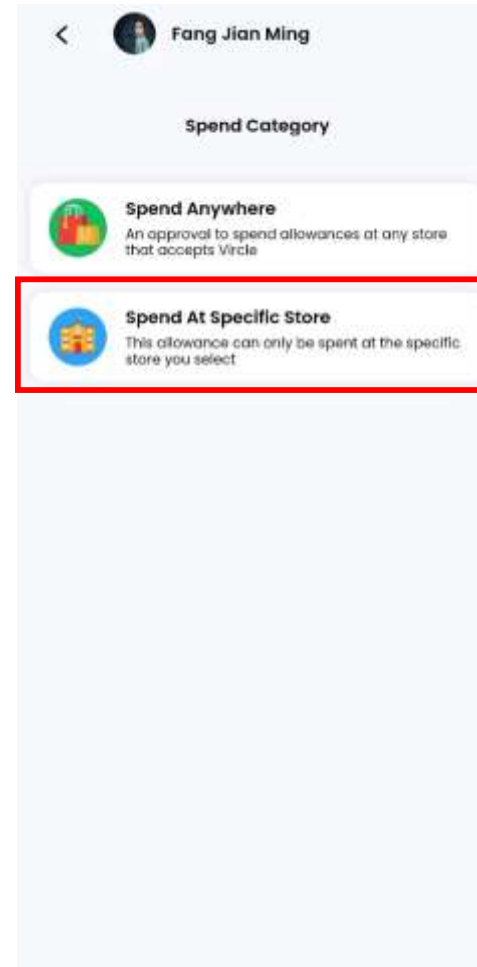 Fang Jian Ming
Spend Category
Spend Anywhere
An approval to spend allowances at any store
that accepts Vircle
Spend At Specific Store
This allowance can only be spent at the specific
store you select